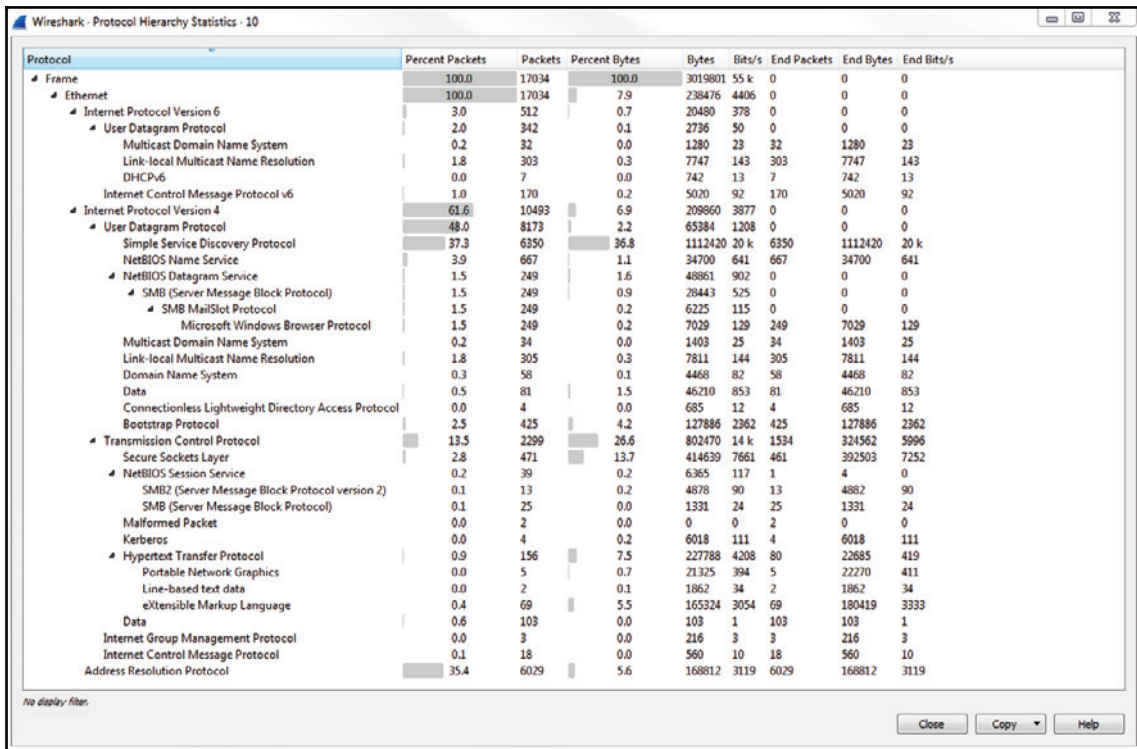 Wireshark · Protocol Hierarchy Statistics · 10
Protocol Percent Packets Packets Percent Bytes Bytes Bits/s End Packets End Bytes End Bits/s
Frame 100.0 17034 100.0 3019801 55 k 0 0 0
Ethernet 100.0 17034 7.9 238476 4406 0 0 0
Internet Protocol Version 6 3.0 512 0.7 20480 378 0 0 0
User Datagram Protocol 2.0 342 0.1 2736 50 0 0 0
Multicast Domain Name System 0.2 32 0.0 1280 23 32 1280 23
Link-local Multicast Name Resolution 1.8 303 0.3 7747 143 303 7747 143
DHCPv6 0.0 7 0.0 742 13 7 742 13
Internet Control Message Protocol v6 1.0 170 0.2 5020 92 170 5020 92
Internet Protocol Version 4 61.6 10493 6.9 209860 3877 0 0 0
User Datagram Protocol 48.0 8173 2.2 65384 1208 0 0 0
Simple Service Discovery Protocol 37.3 6350 36.8 1112420 20 k 6350 1112420 20 k
NetBIOS Name Service 3.9 667 1.1 34700 641 667 34700 641
NetBIOS Datagram Service 1.5 249 1.6 48861 902 0 0 0
SMB (Server Message Block Protocol) 1.5 249 0.9 28443 525 0 0 0
SMB MailSlot Protocol 1.5 249 0.2 6225 115 0 0 0
Microsoft Windows Browser Protocol 1.5 249 0.2 7029 129 249 7029 129
Multicast Domain Name System 0.2 34 0.0 1403 25 34 1403 25
Link-local Multicast Name Resolution 1.8 305 0.3 7811 144 305 7811 144
Domain Name System 0.3 58 0.1 4468 82 58 4468 82
Data 0.5 81 1.5 46210 853 81 46210 853
Connectionless Lightweight Directory Access Protocol 0.0 4 0.0 685 12 4 685 12
Bootstrap Protocol 2.5 425 4.2 127886 2362 425 127886 2362
Transmission Control Protocol 13.5 2299 26.6 802470 14 k 1534 324562 5996
Secure Sockets Layer 2.8 471 13.7 414639 7661 461 392503 7252
NetBIOS Session Service 0.2 39 0.2 6365 117 1 4 0
SMB2 (Server Message Block Protocol version 2) 0.1 13 0.2 4878 90 13 4882 90
SMB (Server Message Block Protocol) 0.1 25 0.0 1331 24 25 1331 24
Malformed Packet 0.0 2 0.0 0 0 2 0 0
Kerberos 0.0 4 0.2 6018 111 4 6018 111
Hypertext Transfer Protocol 0.9 156 7.5 227788 4208 80 22685 419
Portable Network Graphics 0.0 5 0.7 21325 394 5 22270 411
Line-based text data 0.0 2 0.1 1862 34 2 1862 34
eXtensible Markup Language 0.4 69 5.5 165324 3054 69 180419 3333
Data 0.6 103 0.0 103 1 103 103 1
Internet Group Management Protocol 0.0 3 0.0 216 3 3 216 3
Internet Control Message Protocol 0.1 18 0.0 560 10 18 560 10
Address Resolution Protocol 35.4 6029 5.6 168812 3119 6029 168812 3119
No display filter.
Close Copy Help